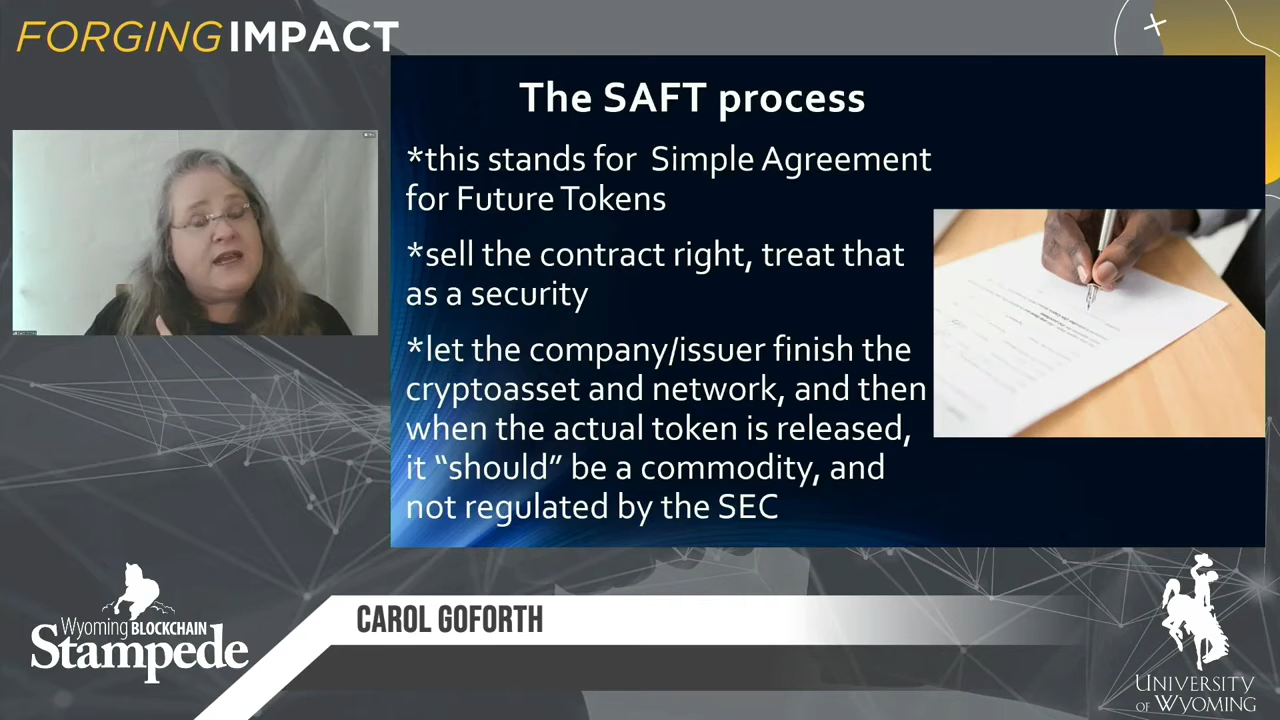 FORGING IMPACT
The SAFT process
*this stands for Simple Agreement
for Future Tokens
*sell the contract right, treat that
as a security
*let the company/issuer finish the
cryptoasset and network, and then
when the actual token is released,
it “should” be a commodity, and
not regulated by the SEC
CAROL GOFORTH
Wyoming BLOCKCHAIN
Stampede
UNIVERSITY
OF WYOMING